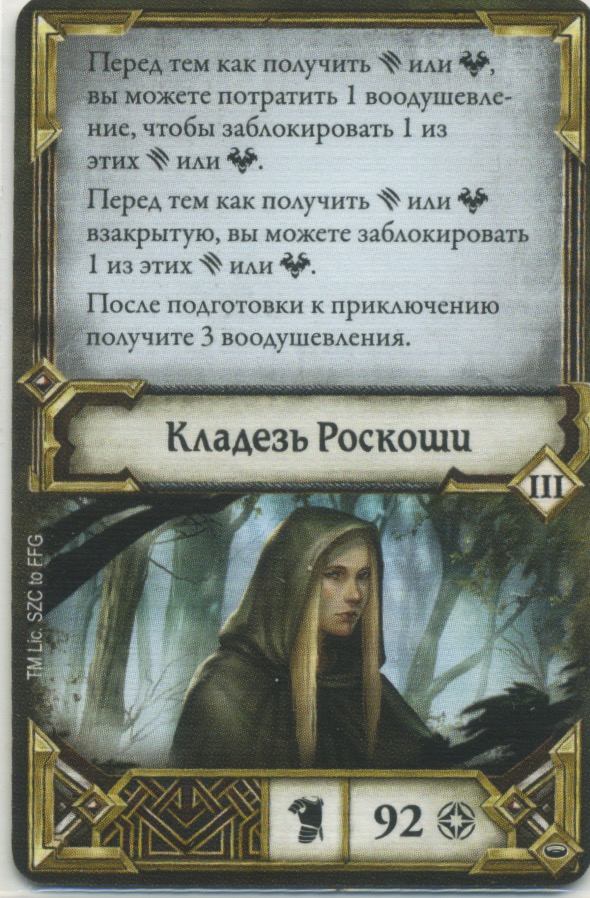 Перед тем как получить или ,
вы можете потратить 1 воодушевле-
ние, чтобы заблокировать 1 из
этих или .
Перед тем как получить или
взакрытую, вы можете заблокировать
1 из этих или .
После подготовки к приключению
получите 3 воодушевления.
Кладезь Роскоши
III
TM Lic. SZC to FFG
92